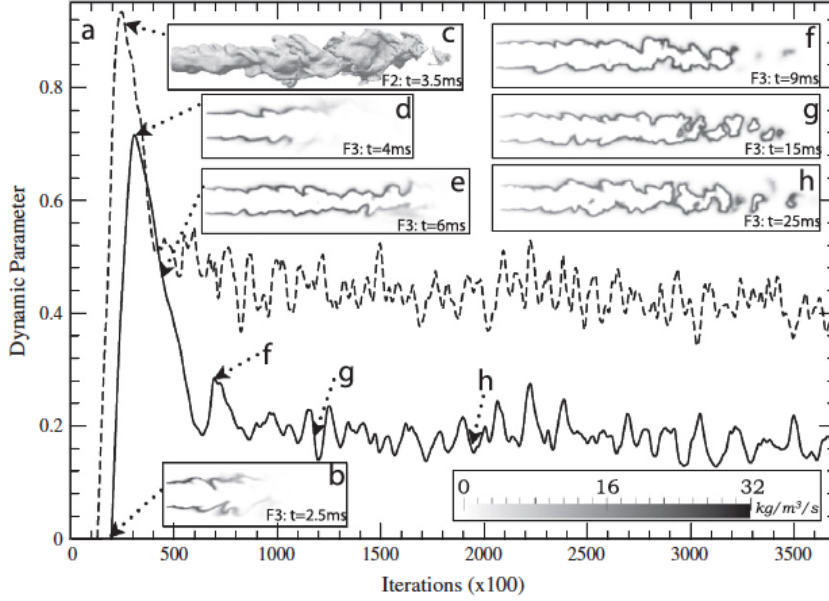 a
c
F2: t=3.5ms
d
F3: t=4ms
e
F3: t=6ms
f
F3: t=9ms
g
F3: t=15ms
h
F3: t=25ms
f
g
h
b
F3: t=2.5ms
0 16 32
kg/m³/s
Dynamic Parameter
0.8
0.6
0.4
0.2
0
0 500 1000 1500 2000 2500 3000 3500
Iterations (x100)